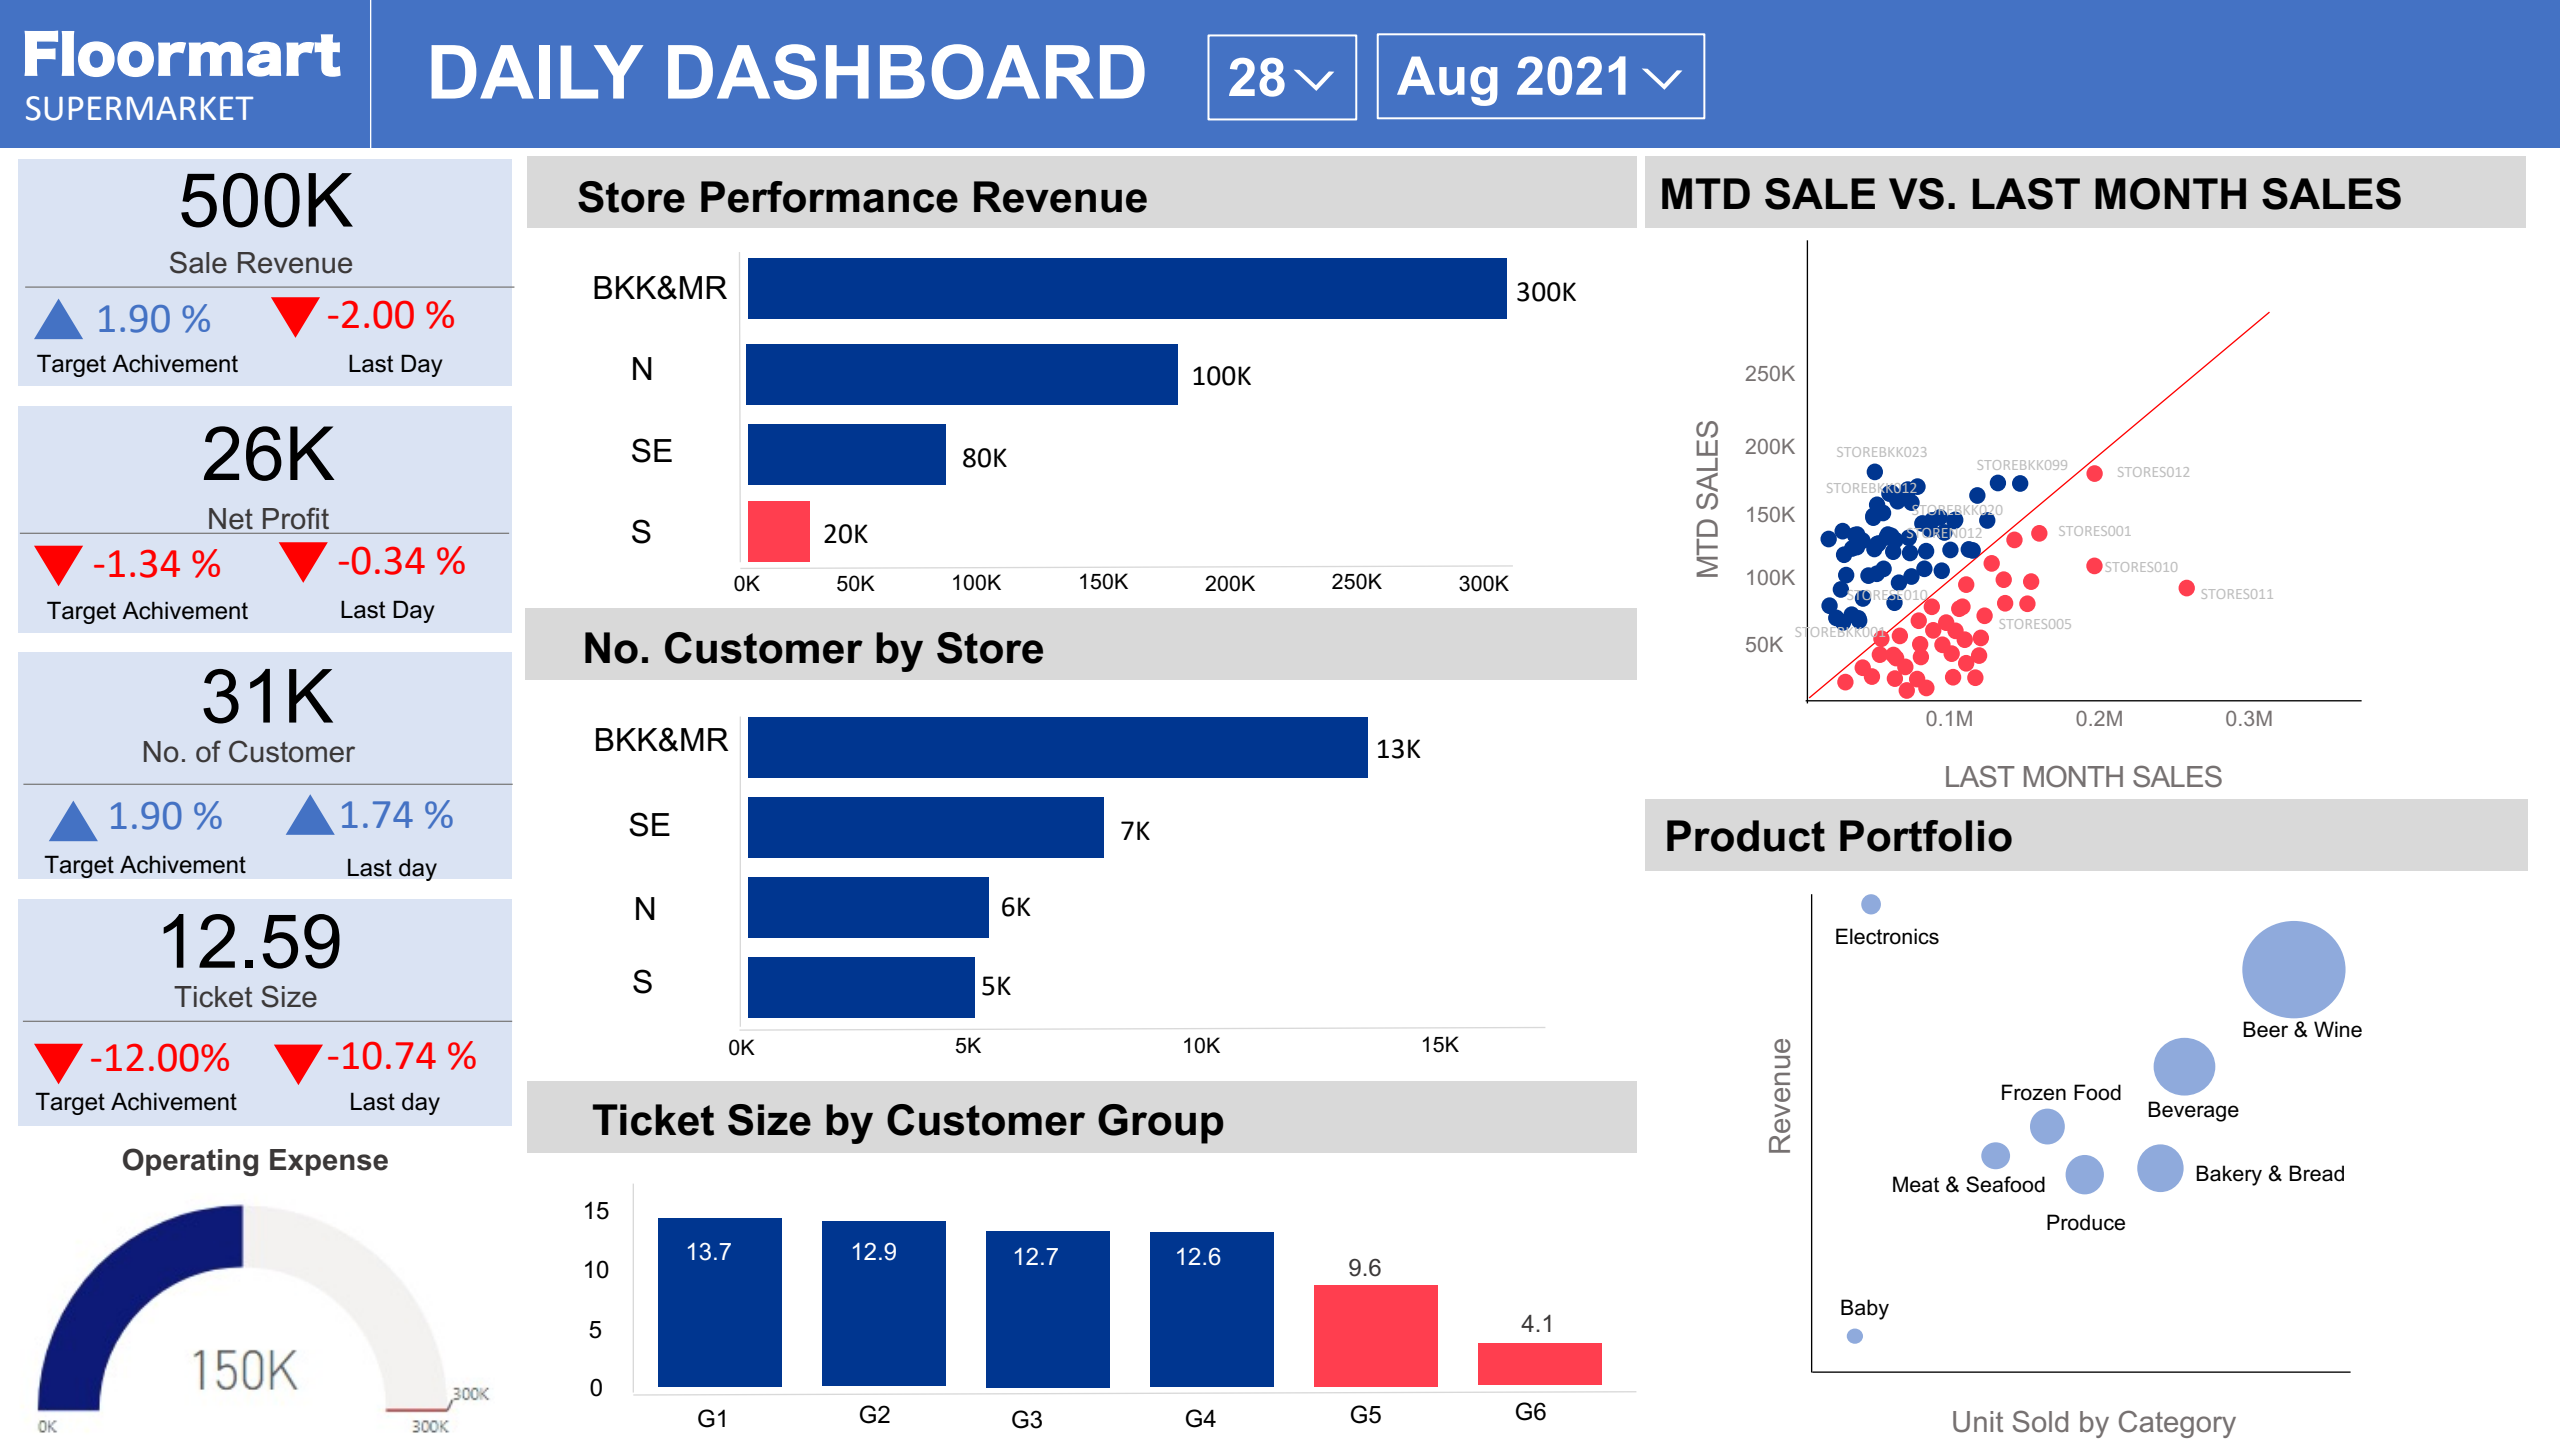 Floormart
SUPERMARKET
DAILY DASHBOARD
28
Aug 2021
500K
Sale Revenue
1.90 %
-2.00 %
Target Achivement
Last Day
26K
Net Profit
-1.34 %
-0.34 %
Target Achivement
Last Day
31K
No. of Customer
1.90 %
1.74 %
Target Achivement
Last day
12.59
Ticket Size
-12.00%
-10.74 %
Target Achivement
Last day
Operating Expense
150K
300K
0K
300K
Store Performance Revenue
BKK&MR
300K
N
100K
SE
80K
S
20K
0K 50K 100K 150K 200K 250K 300K
No. Customer by Store
BKK&MR
13K
SE
7K
N
6K
S
5K
0K 5K 10K 15K
Ticket Size by Customer Group
15
10
5
0
13.7
12.9
12.7
12.6
9.6
4.1
G1 G2 G3 G4 G5 G6
MTD SALE VS. LAST MONTH SALES
MTD SALES
250K
200K
150K
100K
50K
STOREBKK023
STOREBKK099
STORES012
STOREBKK012
STOREBKK020
STOREN012
STORES001
STORES010
STORESE010
STORES011
STORES005
STOREBKK001
0.1M 0.2M 0.3M
LAST MONTH SALES
Product Portfolio
Revenue
Electronics
Beer & Wine
Frozen Food
Beverage
Meat & Seafood
Bakery & Bread
Produce
Baby
Unit Sold by Category